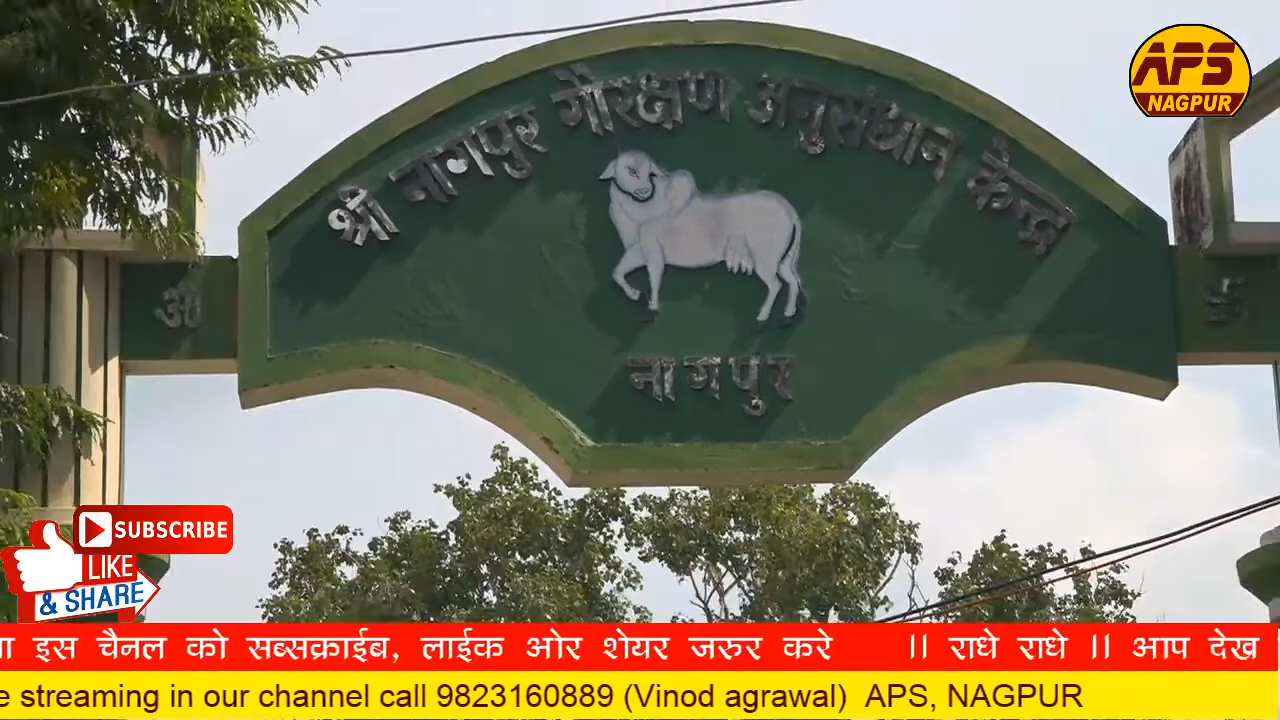 APS
NAGPUR
श्री नागपुर गौरक्षण अनुसंधान केन्द्र
ॐ
नागपुर
SUBSCRIBE
LIKE
& SHARE
इस चैनल को सब्सक्राईब, लाईक ओर शेयर जरुर करे ।। राधे राधे ।। आप देख
streaming in our channel call 9823160889 (Vinod agrawal) APS, NAGPUR